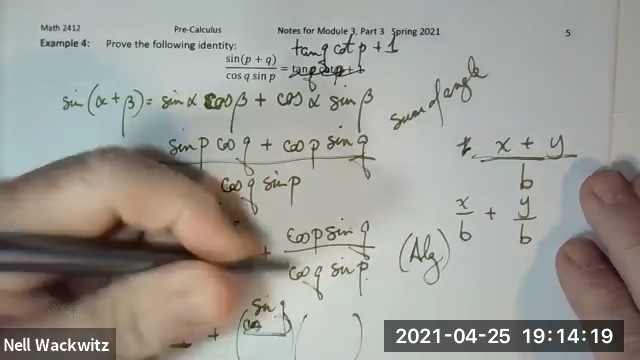 Math 2412 Pre-Calculus Notes for Module 3, Part 3 Spring 2021 5
Example 4: Prove the following identity:
tan q cot p + 1
sin(p + q)
cos q sin p
=
sin (α + β) = sin α cos β + cos α sin β
sum of angle
sin p cos q + cos p sin q
cos q sin p
x + y
b
x/b + y/b
+ cos p sin q
cos q sin p
(Alg)
+ ( sin
cos ) ( )
Nell Wackwitz
2021-04-25 19:14:19